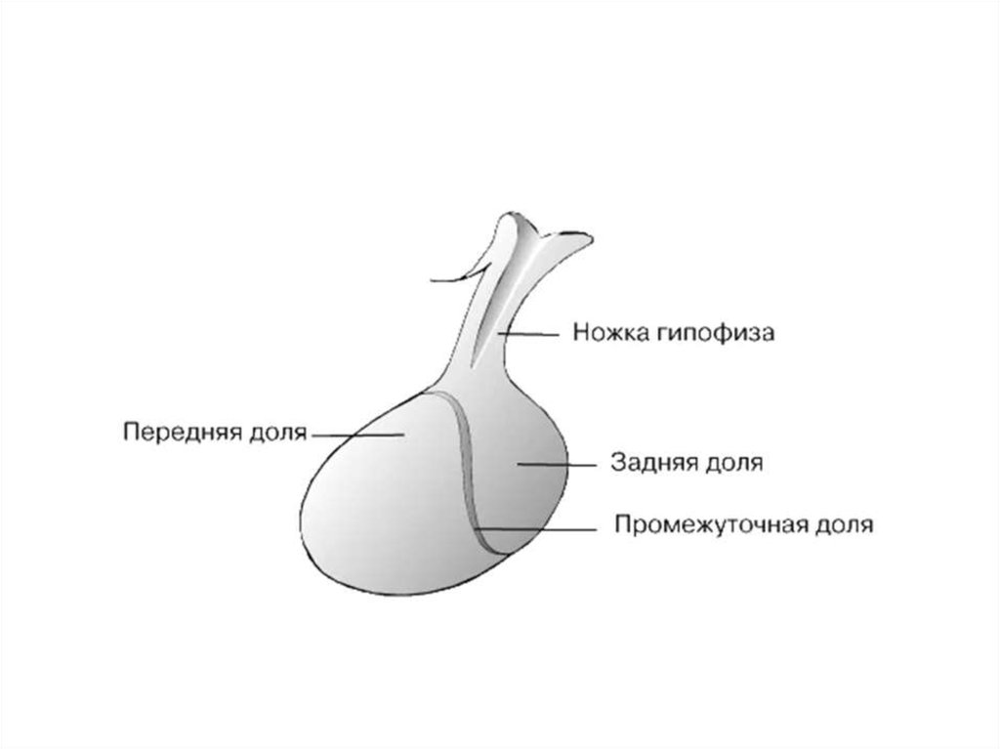 Ножка гипофиза
Передняя доля
Задняя доля
Промежуточная доля